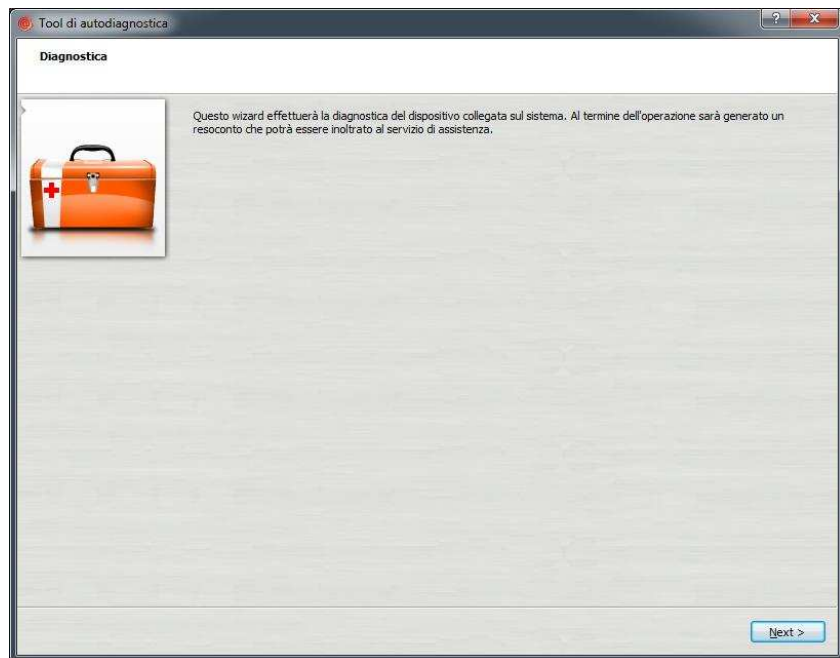 Tool di autodiagnostica
Diagnostica
Questo wizard effettuerà la diagnostica del dispositivo collegata sul sistema. Al termine dell'operazione sarà generato un
resoconto che potrà essere inoltrato al servizio di assistenza.
Next >